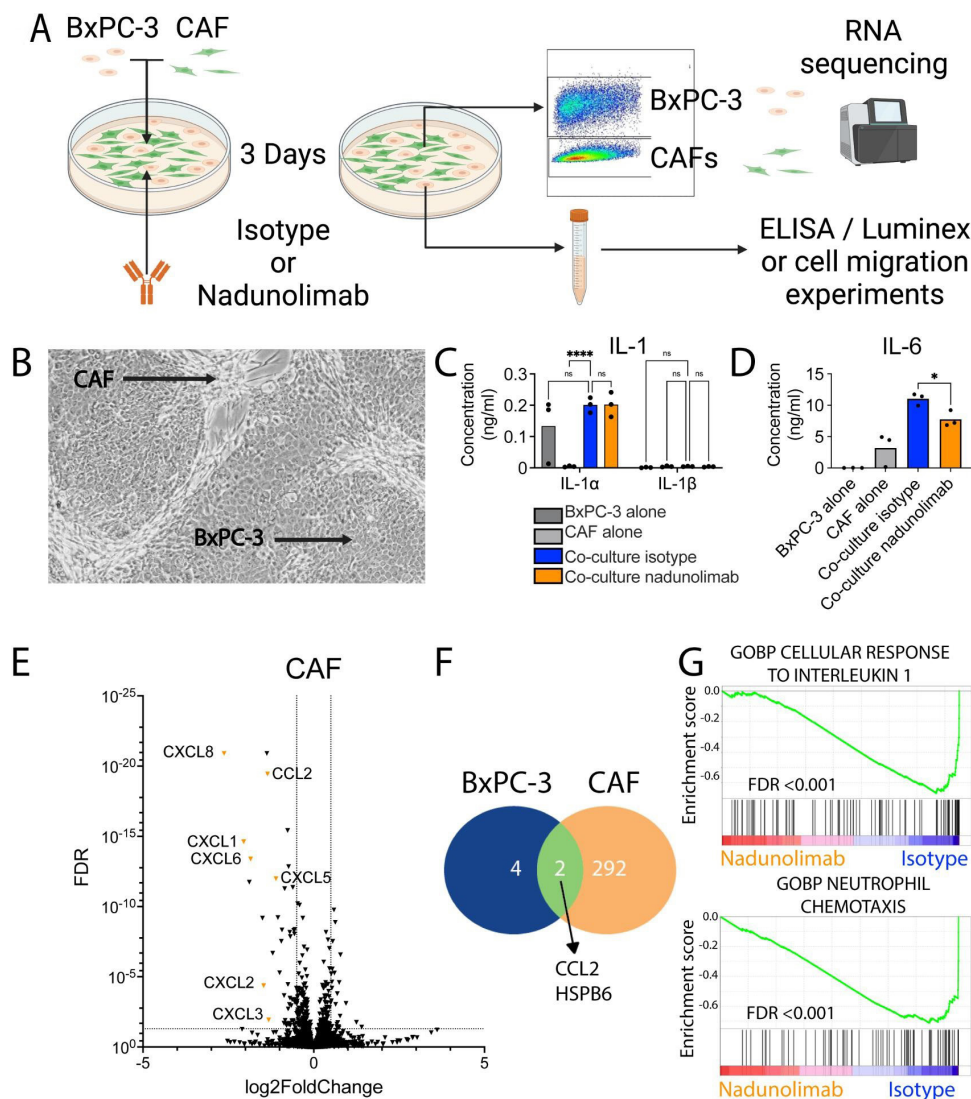 A
BxPC-3 CAF
3 Days
Isotype
or
Nadunolimab
BxPC-3
CAFs
RNA
sequencing
ELISA / Luminex
or cell migration
experiments
B
CAF
BxPC-3
C
IL-1
Concentration
(ng/ml)
0.3
0.2
0.1
0
ns
****
ns
ns
ns
ns
IL-1α
IL-1β
BxPC-3 alone
CAF alone
Co-culture isotype
Co-culture nadunolimab
D
IL-6
Concentration
(ng/ml)
15
10
5
0
*
BxPC-3 alone
CAF alone
Co-culture isotype
Co-culture nadunolimab
E
CAF
FDR
10-25
10-20
10-15
10-10
10-5
10⁰
CXCL8
CCL2
CXCL1
CXCL6
CXCL5
CXCL2
CXCL3
-5
0
5
log2FoldChange
F
BxPC-3 CAF
4
2
292
CCL2
HSPB6
G
GOBP CELLULAR RESPONSE
TO INTERLEUKIN 1
Enrichment score
0.0
-0.2
-0.4
-0.6
FDR <0.001
Nadunolimab Isotype
GOBP NEUTROPHIL
CHEMOTAXIS
Enrichment score
0.0
-0.2
-0.4
-0.6
FDR <0.001
Nadunolimab Isotype